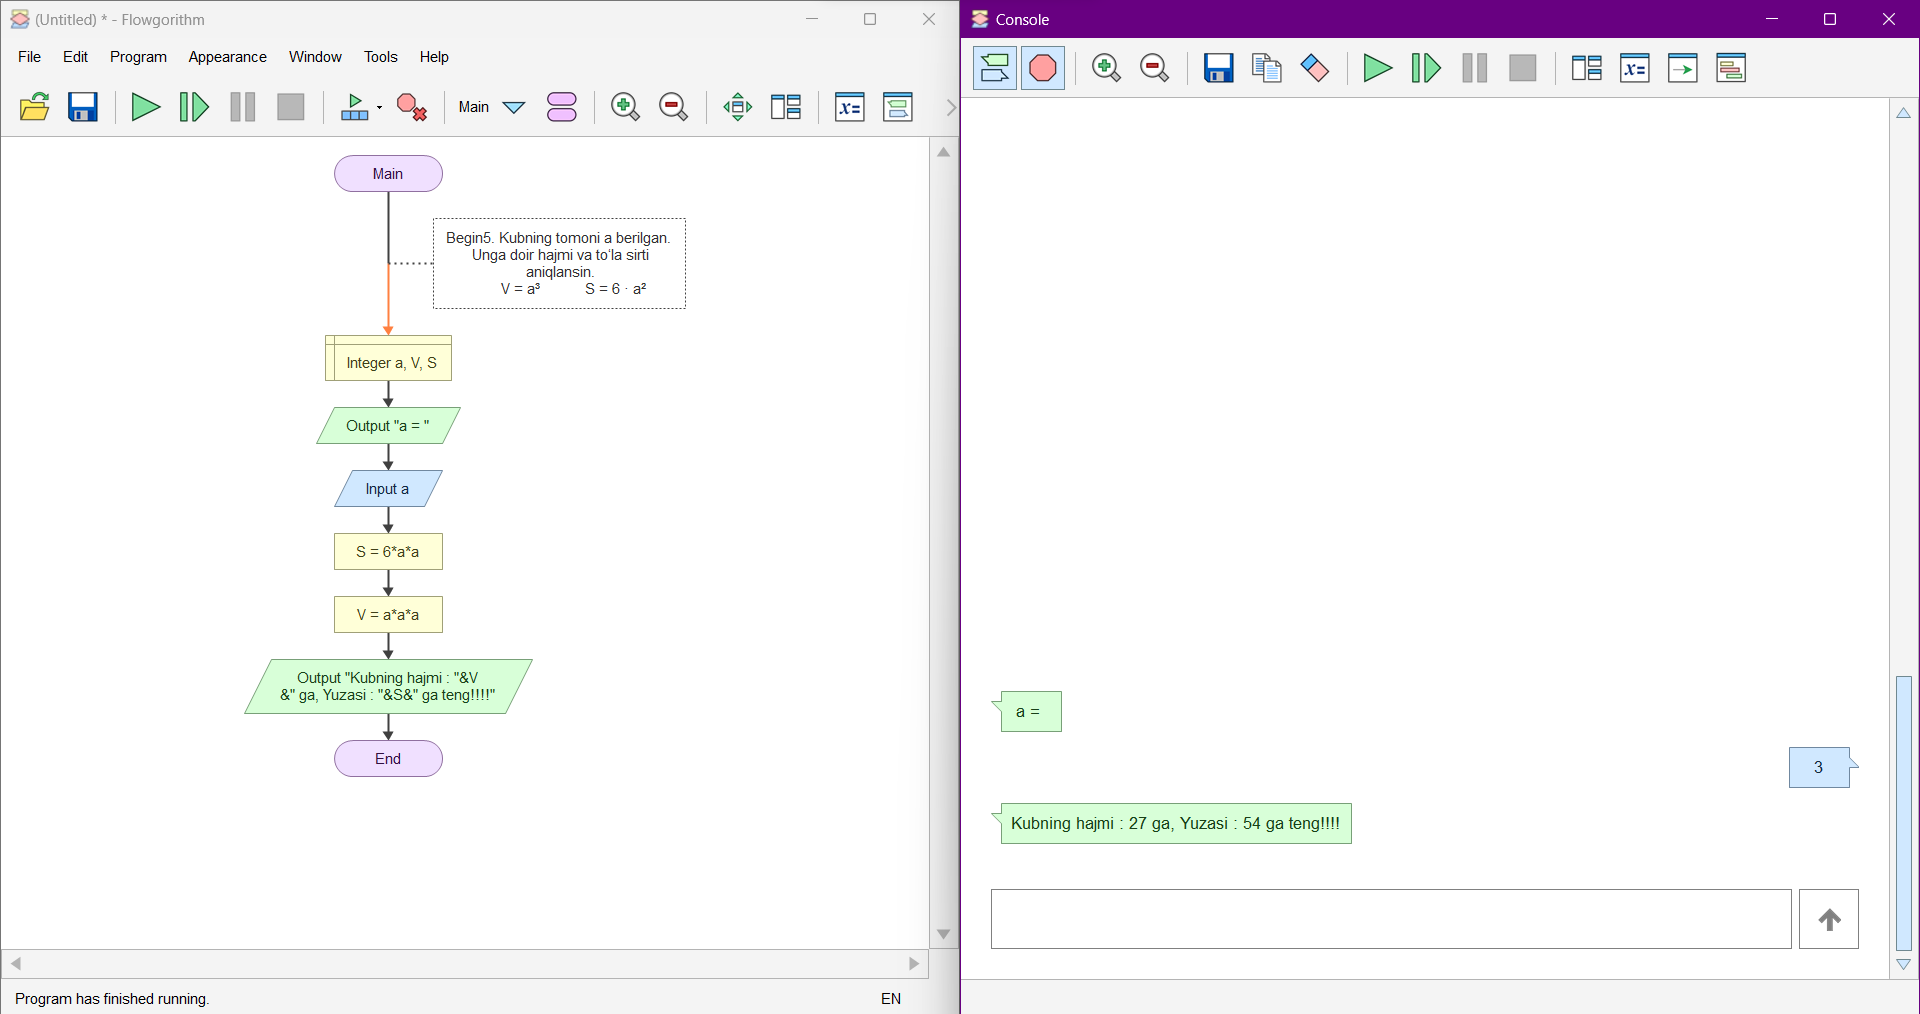 (Untitled) * - Flowgorithm
File Edit Program Appearance Window Tools Help
Main
x=
Main
Begin5. Kubning tomoni a berilgan.
Unga doir hajmi va to‘la sirti
aniqlansin.
V = a³ S = 6 · a²
Integer a, V, S
Output "a = "
Input a
S = 6*a*a
V = a*a*a
Output "Kubning hajmi : "&V
&" ga, Yuzasi : "&S&" ga teng!!!!"
End
Program has finished running. EN
Console
x=
a =
3
Kubning hajmi : 27 ga, Yuzasi : 54 ga teng!!!!